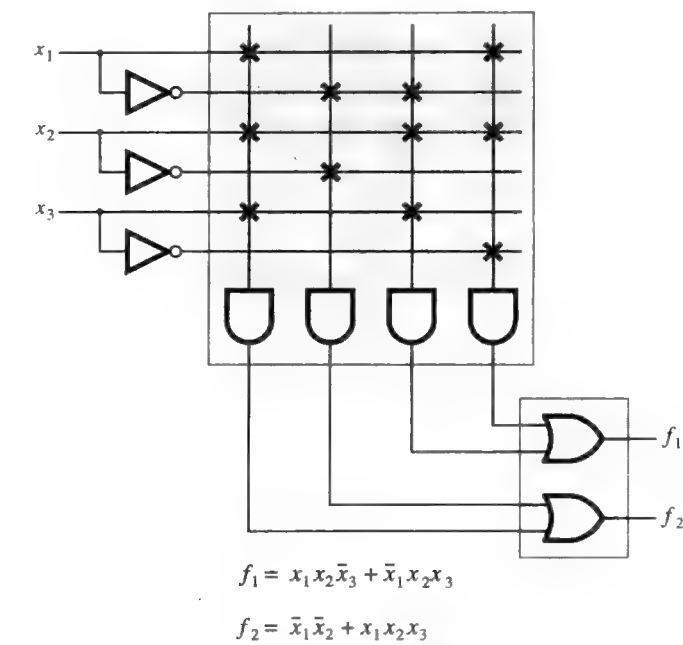 x₁
x₂
x₃
f₁
f₂
f₁ = x₁x₂x̄₃ + x̄₁x₂x₃
f₂ = x̄₁x̄₂ + x₁x₂x₃